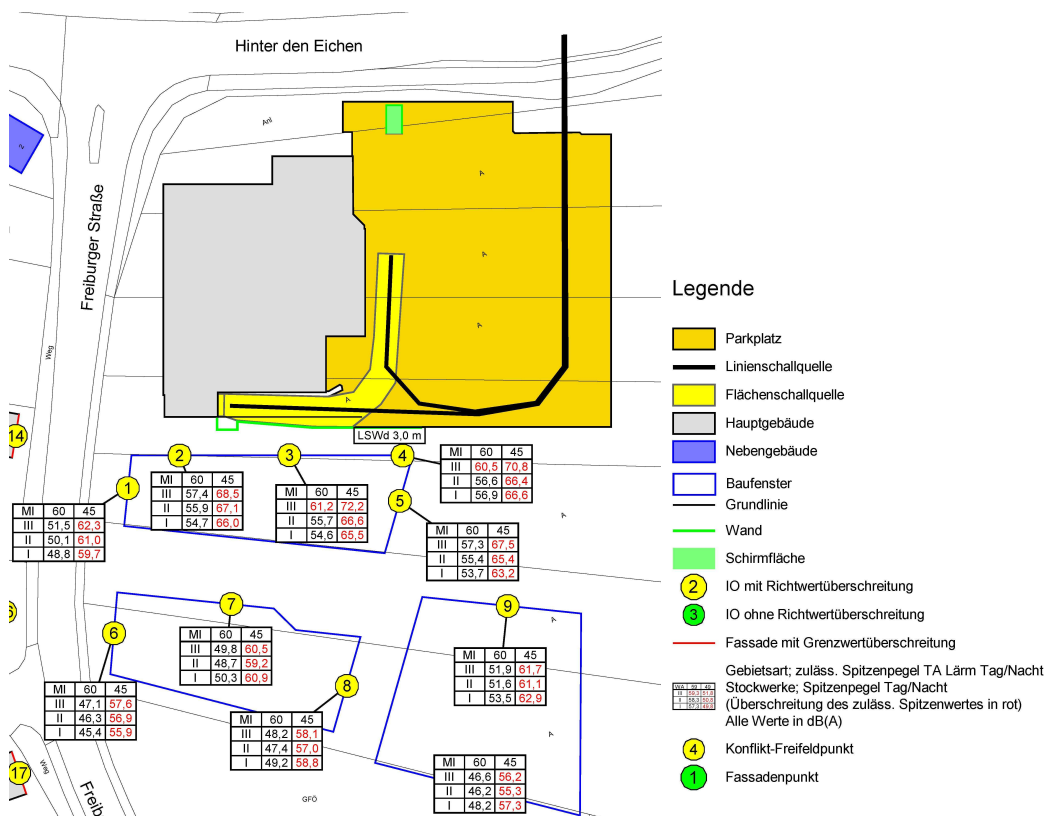 Hinter den Eichen
Anl
2
A
Freiburger Straße
A
A
Weg
A
LSWd 3,0 m
14
2
3
4
MI 60 45
III 60,5 70,8
II 56,6 66,4
I 56,9 66,6
1
MI 60 45
III 57,4 68,5
II 55,9 67,1
I 54,7 66,0
MI 60 45
III 61,2 72,2
II 55,7 66,6
I 54,6 65,5
5
A
MI 60 45
III 51,5 62,3
II 50,1 61,0
I 48,8 59,7
MI 60 45
III 57,3 67,5
II 55,4 65,4
I 53,7 63,2
7
9
A
6
MI 60 45
III 49,8 60,5
II 48,7 59,2
I 50,3 60,9
MI 60 45
III 51,9 61,7
II 51,6 61,1
I 53,5 62,9
8
MI 60 45
III 47,1 57,6
II 46,3 56,9
I 45,4 55,9
MI 60 45
III 48,2 58,1
II 47,4 57,0
I 49,2 58,8
A
MI 60 45
III 46,6 56,2
II 46,2 55,3
I 48,2 57,3
17
Weg
Freib
GFÖ
Legende
Parkplatz
Linienschallquelle
Flächenschallquelle
Hauptgebäude
Nebengebäude
Baufenster
Grundlinie
Wand
Schirmfläche
2 IO mit Richtwertüberschreitung
3 IO ohne Richtwertüberschreitung
Fassade mit Grenzwertüberschreitung
Gebietsart; zuläss. Spitzenpegel TA Lärm Tag/Nacht
Stockwerke; Spitzenpegel Tag/Nacht
(Überschreitung des zuläss. Spitzenwertes in rot)
Alle Werte in dB(A)
4 Konflikt-Freifeldpunkt
1 Fassadenpunkt